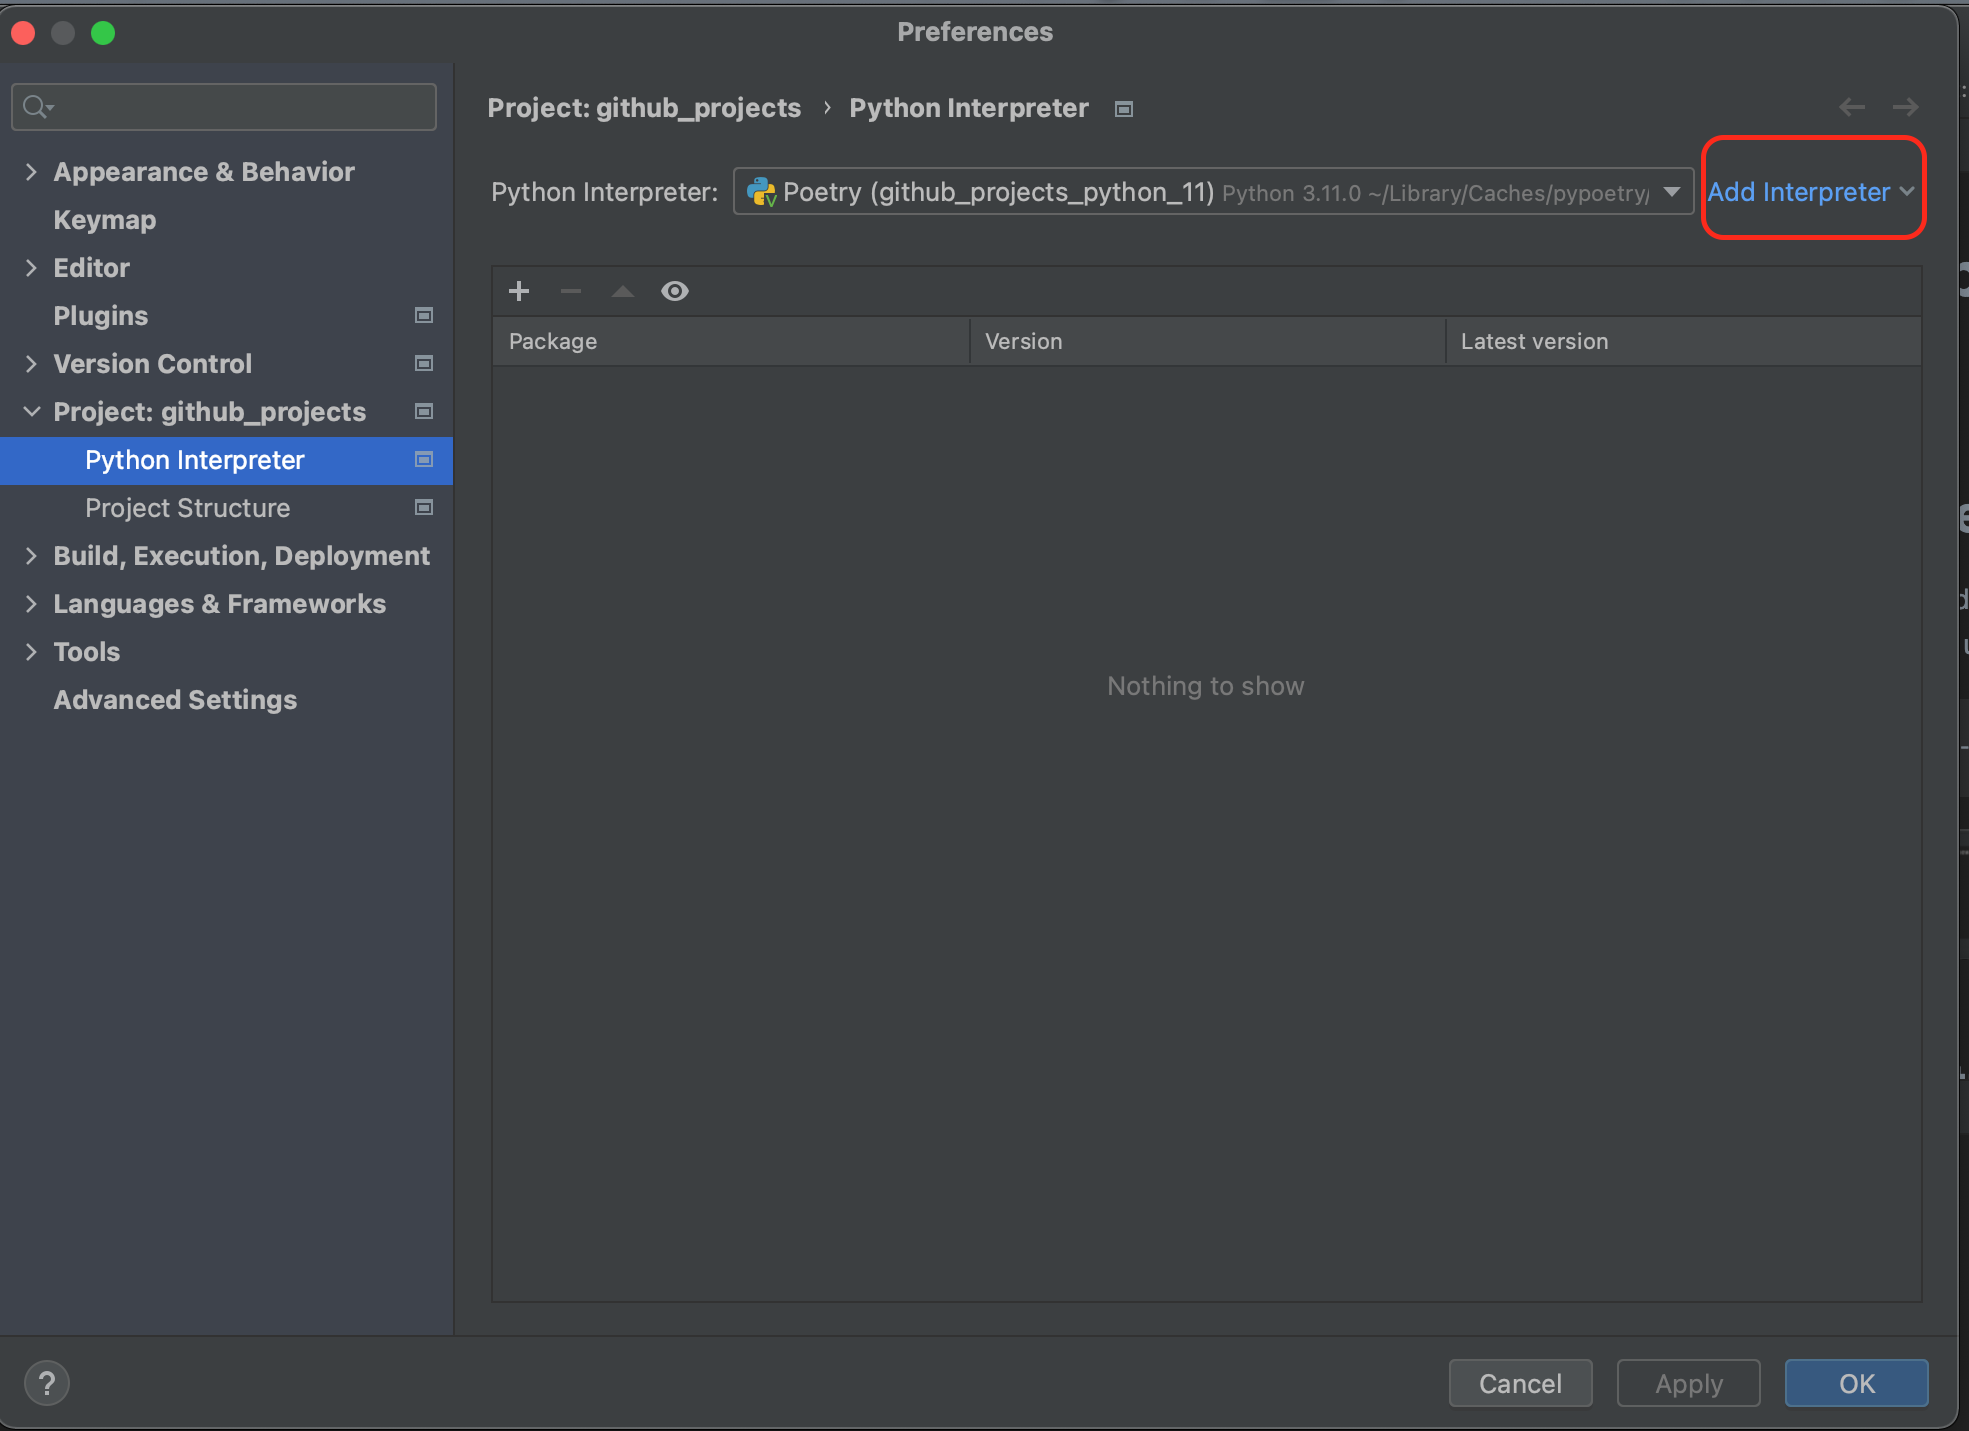 Preferences
Project: github_projects › Python Interpreter
Appearance & Behavior
Keymap
Editor
Plugins
Version Control
Project: github_projects
Python Interpreter
Project Structure
Build, Execution, Deployment
Languages & Frameworks
Tools
Advanced Settings
Python Interpreter: Poetry (github_projects_python_11) Python 3.11.0 ~/Library/Caches/pypoetry/ Add Interpreter
Package Version Latest version
Nothing to show
? Cancel Apply OK